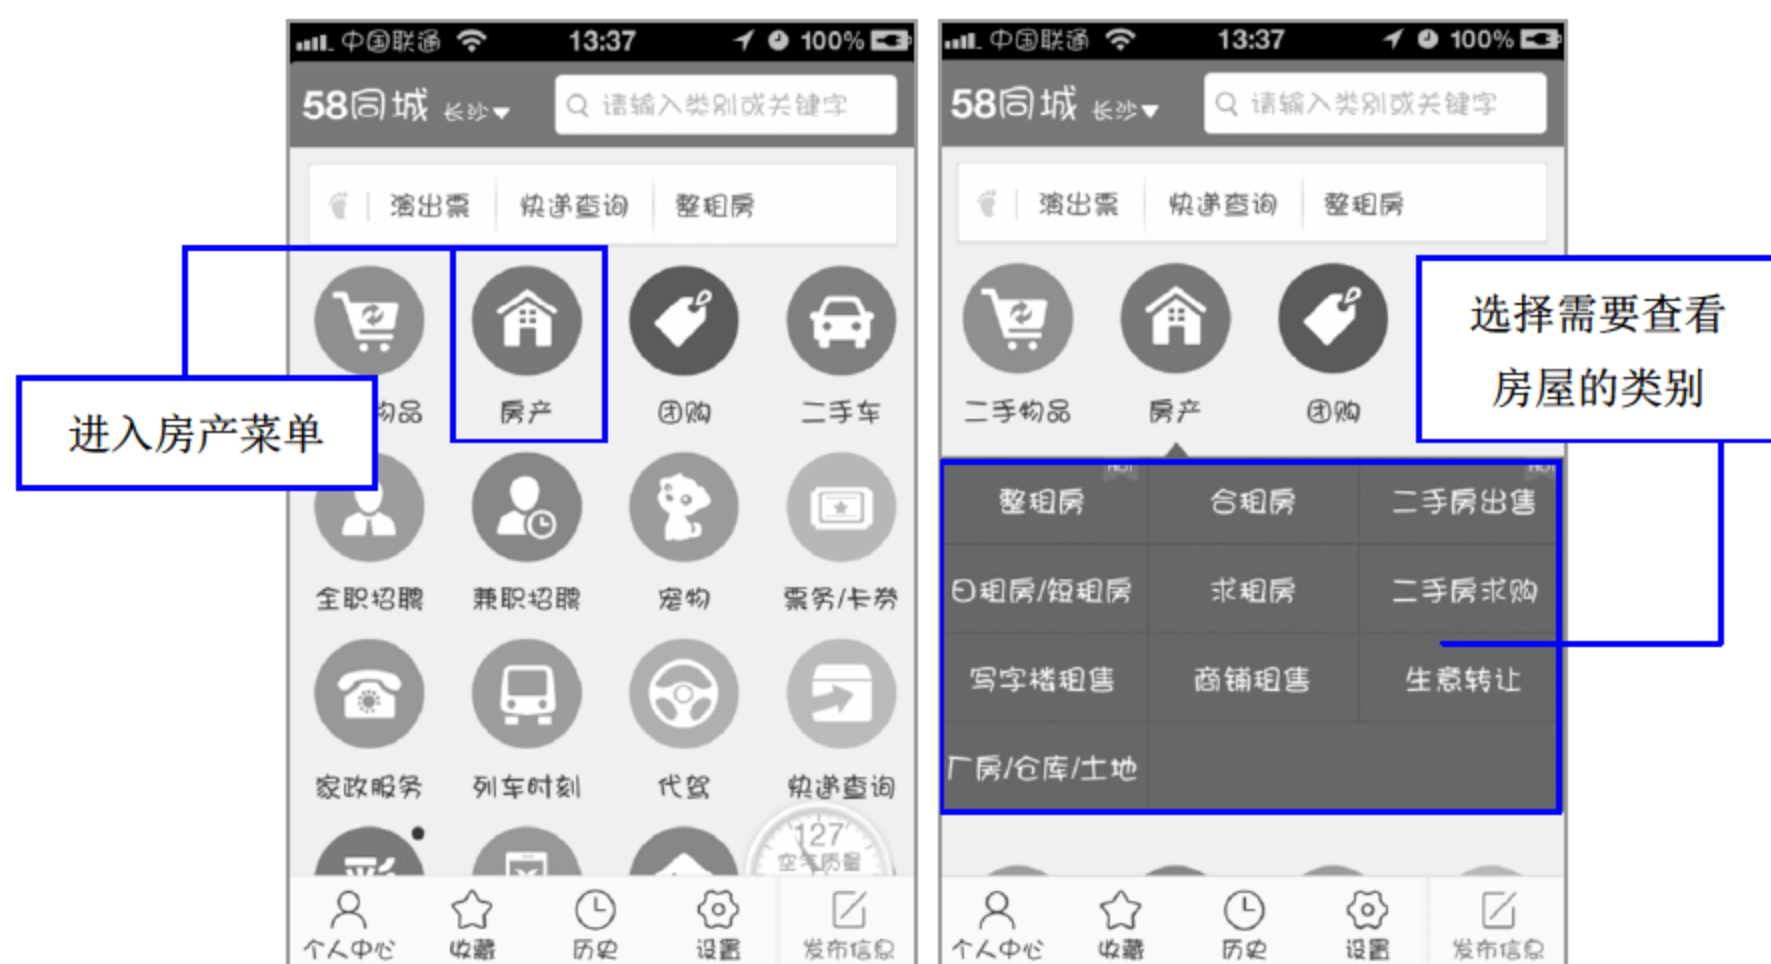 中国联通 13:37 100%
58同城 长沙 请输入类别或关键字
演出票 快递查询 整租房
进入房产菜单
物品 房产 团购 二手车
全职招聘 兼职招聘 宠物 票务/卡券
家政服务 列车时刻 代驾 快递查询
彩
127
空气质量
个人中心 收藏 历史 设置 发布信息
中国联通 13:37 100%
58同城 长沙 请输入类别或关键字
演出票 快递查询 整租房
选择需要查看
房屋的类别
二手物品 房产 团购
HOT HOT
整租房 合租房 二手房出售
日租房/短租房 求租房 二手房求购
写字楼租售 商铺租售 生意转让
厂房/仓库/土地
个人中心 收藏 历史 设置 发布信息